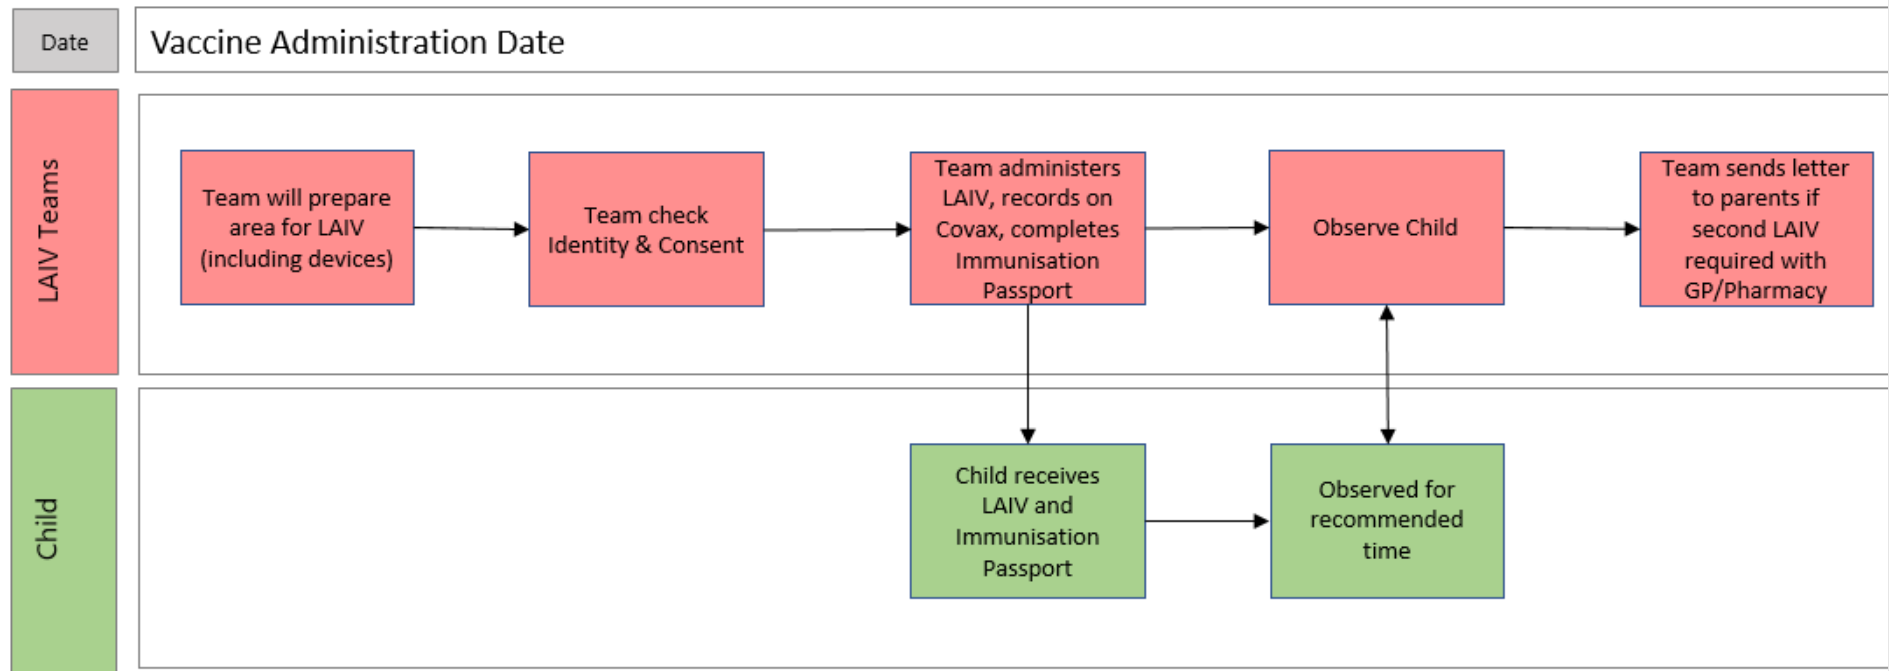 Date
Vaccine Administration Date
LAIV Teams
Team will prepare
area for LAIV
(including devices)
Team check
Identity & Consent
Team administers
LAIV, records on
Covax, completes
Immunisation
Passport
Observe Child
Team sends letter
to parents if
second LAIV
required with
GP/Pharmacy
Child
Child receives
LAIV and
Immunisation
Passport
Observed for
recommended
time